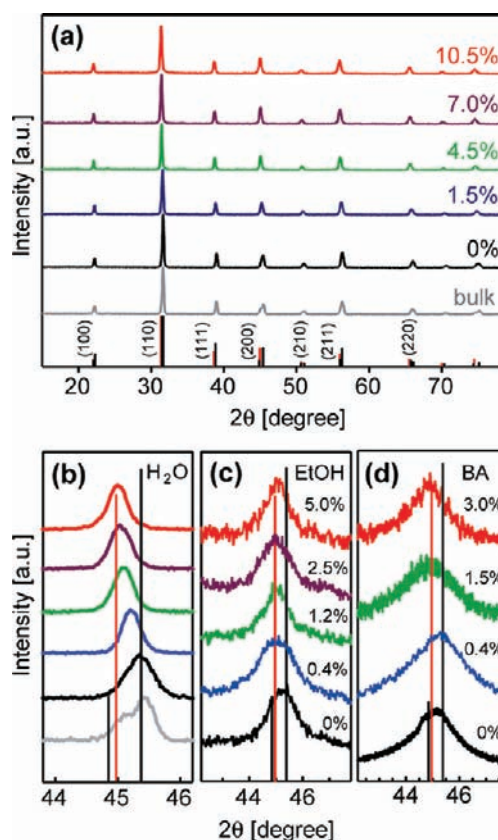 (a)
10.5%
7.0%
4.5%
1.5%
0%
bulk
Intensity [a.u.]
(100)
(110)
(111)
(200)
(210)
(211)
(220)
20 30 40 50 60 70
2θ [degree]
(b) H₂O
(c) EtOH
5.0%
2.5%
1.2%
0.4%
0%
(d) BA
3.0%
1.5%
0.4%
0%
Intensity [a.u.]
44 45 46
44 46
44 46
2θ [degree]